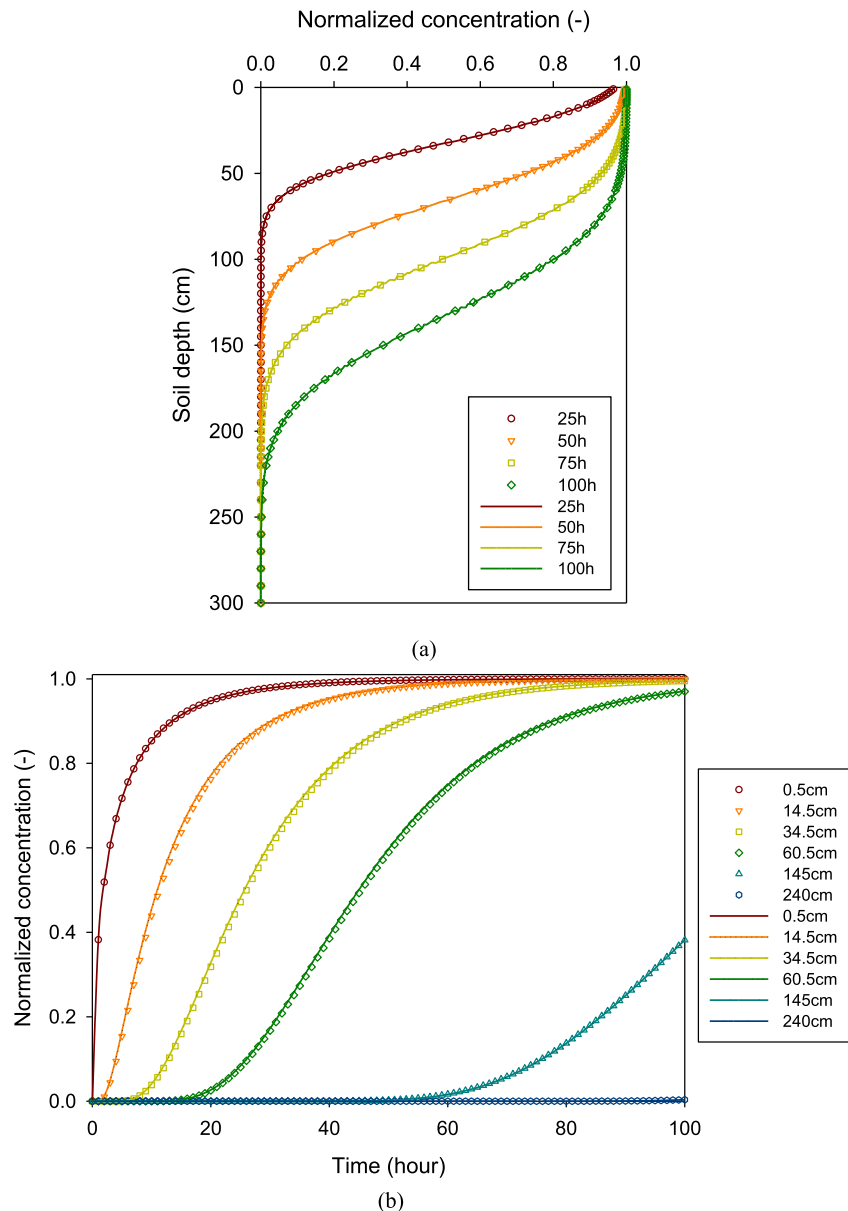 Normalized concentration (-)
0.0 0.2 0.4 0.6 0.8 1.0
0
50
100
150
200
250
300
Soil depth (cm)
25h
50h
75h
100h
25h
50h
75h
100h
(a)
1.0
0.8
0.6
0.4
0.2
0.0
Normalized concentration (-)
0 20 40 60 80 100
Time (hour)
0.5cm
14.5cm
34.5cm
60.5cm
145cm
240cm
0.5cm
14.5cm
34.5cm
60.5cm
145cm
240cm
(b)